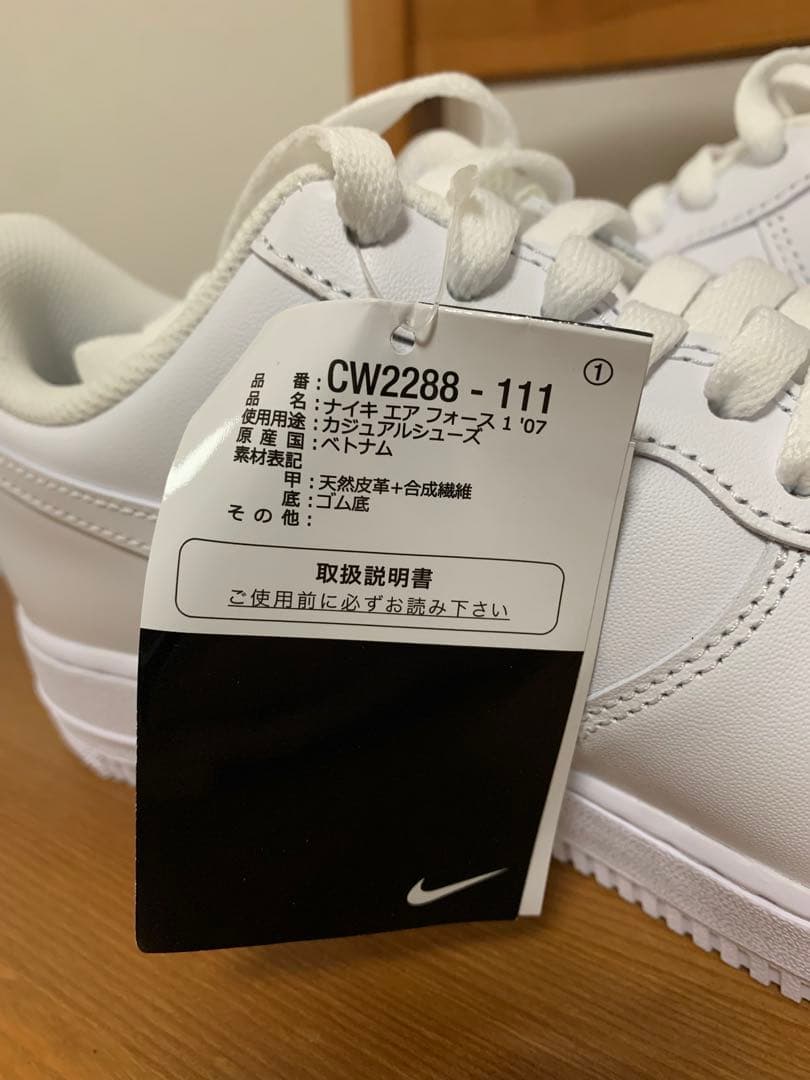 ①
品番：CW2288 - 111
品名：ナイキ エア フォース 1 '07
使用用途：カジュアルシューズ
原産国：ベトナム
素材表記
甲：天然皮革+合成繊維
底：ゴム底
その他：
取扱説明書
ご使用前に必ずお読み下さい